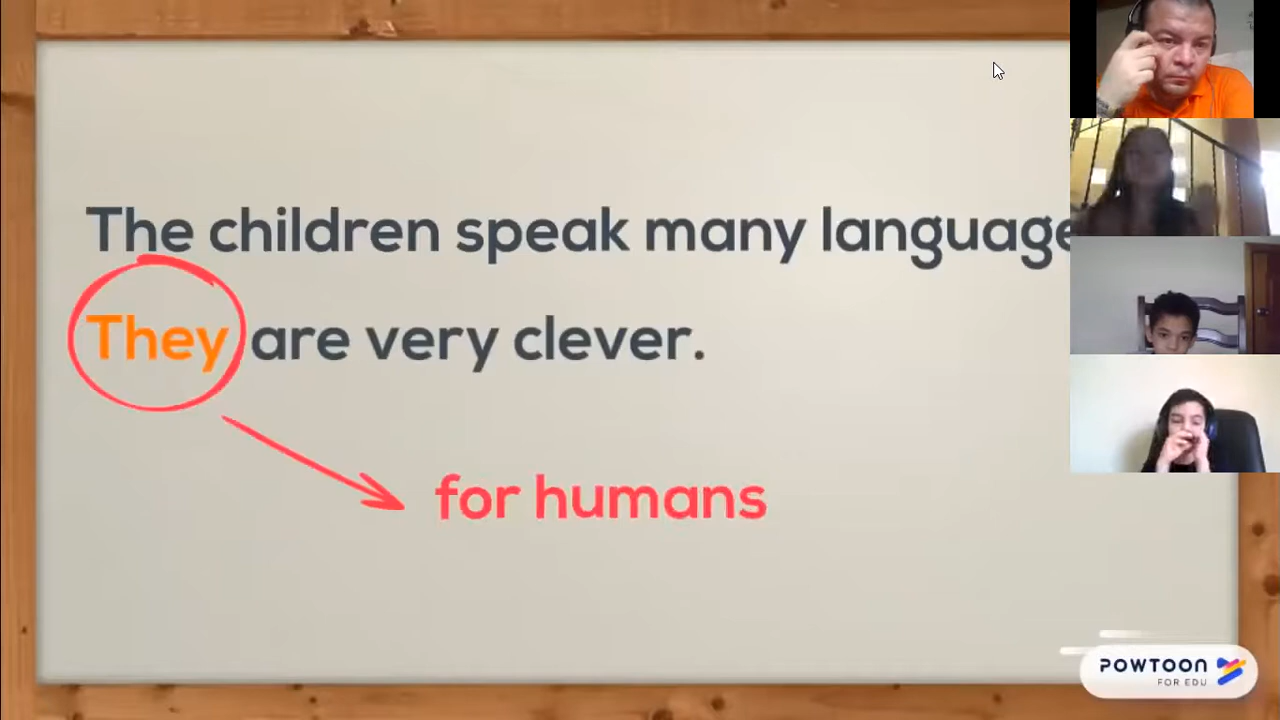 The children speak many language
They are very clever.
for humans
POWTOON
FOR EDU